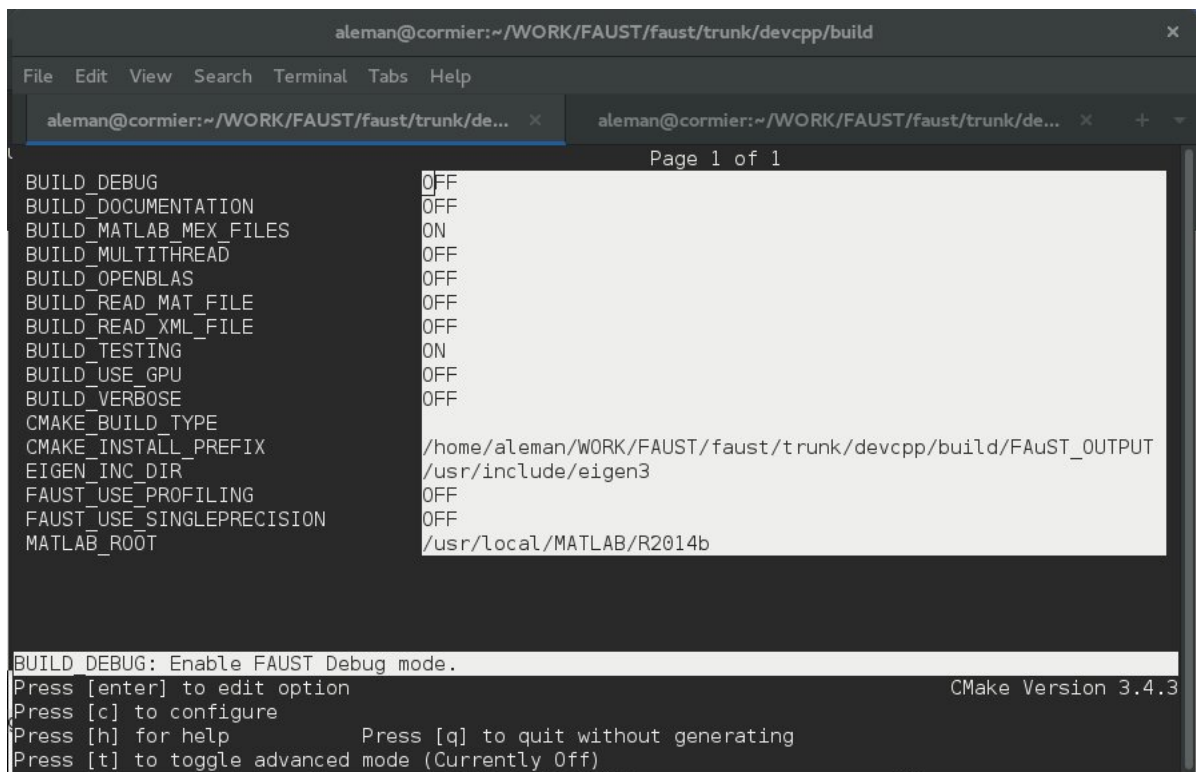 aleman@cormier:~/WORK/FAUST/faust/trunk/devcpp/build ×
File Edit View Search Terminal Tabs Help
aleman@cormier:~/WORK/FAUST/faust/trunk/de... × aleman@cormier:~/WORK/FAUST/faust/trunk/de... × +
Page 1 of 1
BUILD_DEBUG OFF
BUILD_DOCUMENTATION OFF
BUILD_MATLAB_MEX_FILES ON
BUILD_MULTITHREAD OFF
BUILD_OPENBLAS OFF
BUILD_READ_MAT_FILE OFF
BUILD_READ_XML_FILE OFF
BUILD_TESTING ON
BUILD_USE_GPU OFF
BUILD_VERBOSE OFF
CMAKE_BUILD_TYPE
CMAKE_INSTALL_PREFIX /home/aleman/WORK/FAUST/faust/trunk/devcpp/build/FAuST_OUTPUT
EIGEN_INC_DIR /usr/include/eigen3
FAUST_USE_PROFILING OFF
FAUST_USE_SINGLEPRECISION OFF
MATLAB_ROOT /usr/local/MATLAB/R2014b
BUILD_DEBUG: Enable FAUST Debug mode.
Press [enter] to edit option CMake Version 3.4.3
Press [c] to configure
Press [h] for help Press [q] to quit without generating
Press [t] to toggle advanced mode (Currently Off)